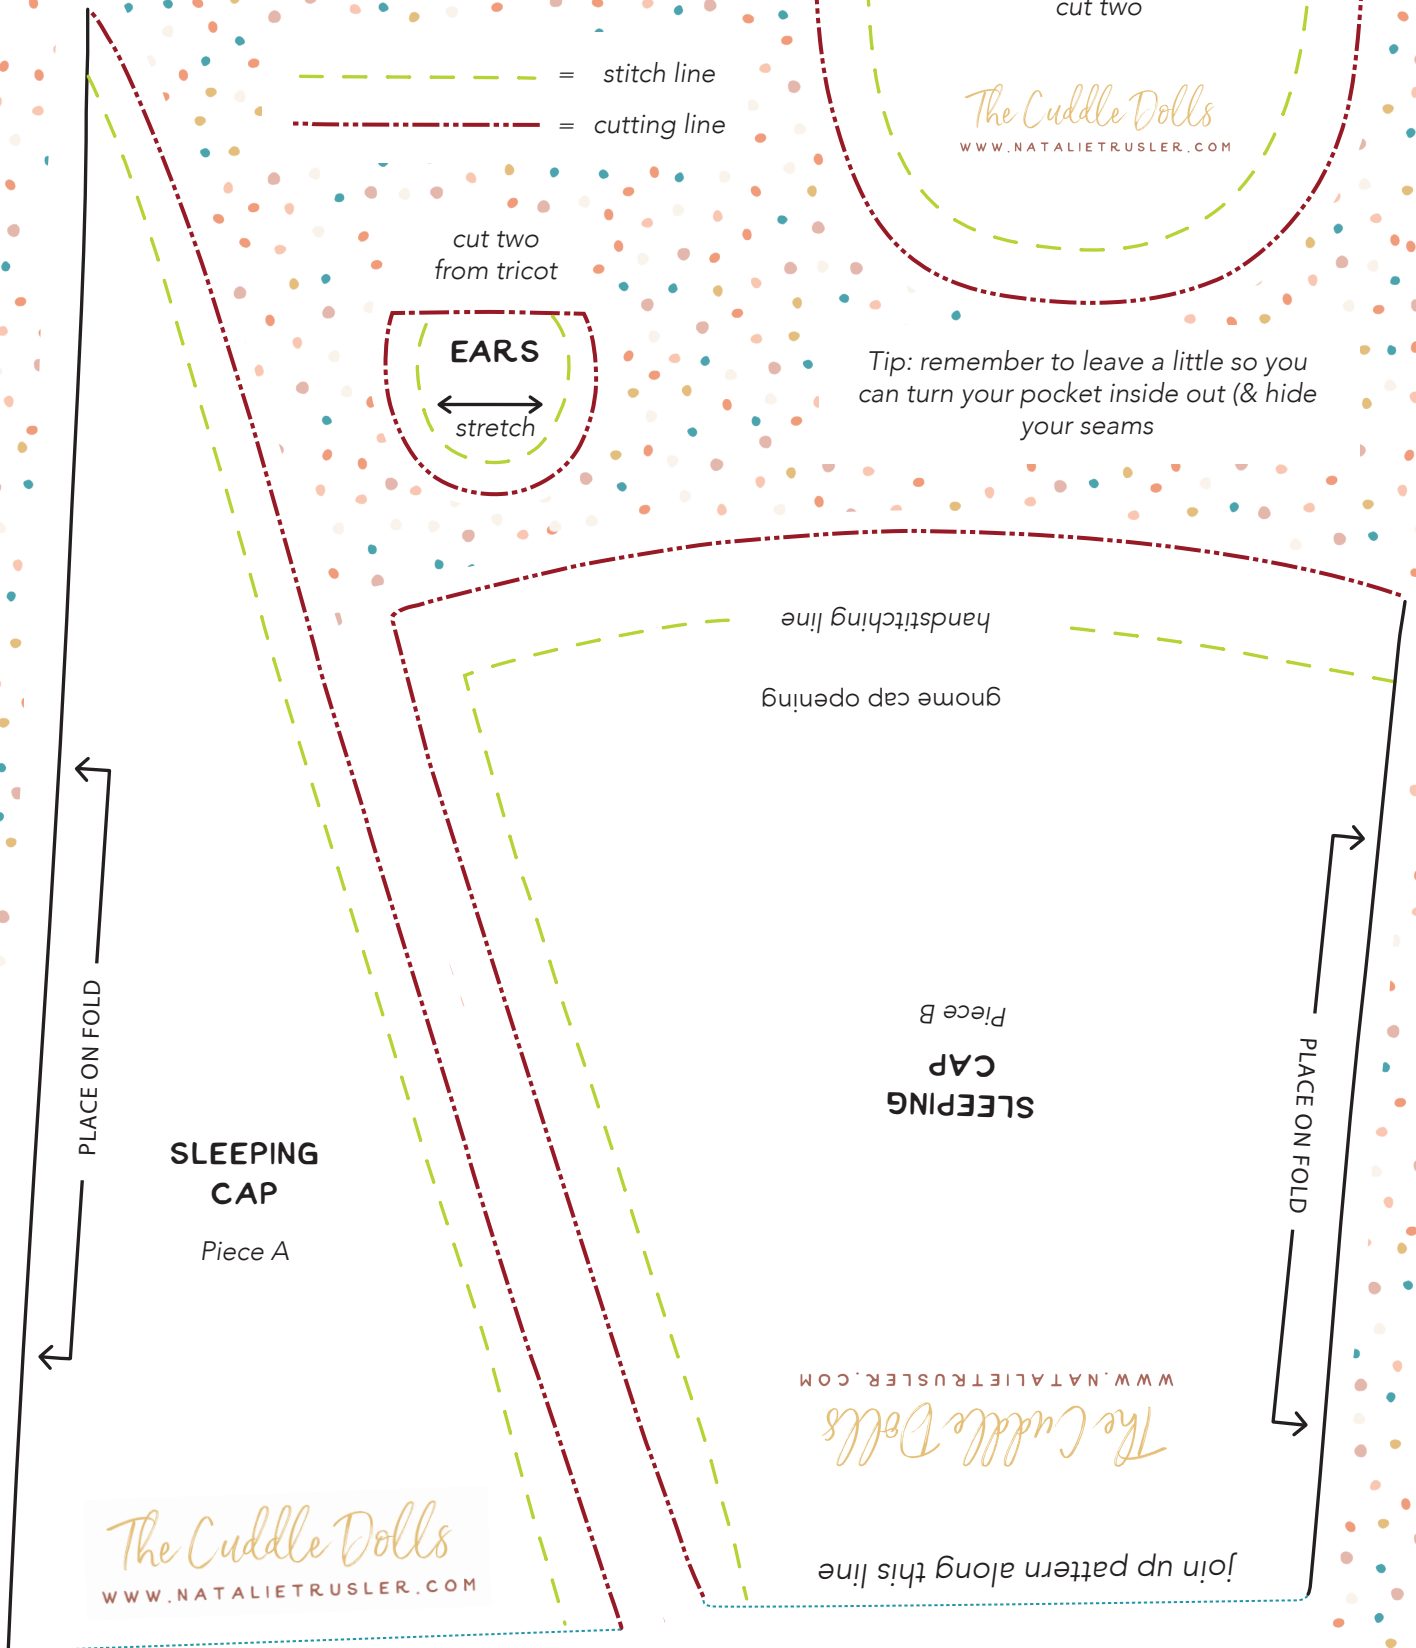 cut two
The Cuddle Dolls
WWW.NATALIETRUSLER.COM
= stitch line
= cutting line
cut two
from tricot
EARS
stretch
Tip: remember to leave a little so you
can turn your pocket inside out (& hide
your seams
handstitching line
gnome cap opening
PLACE ON FOLD
SLEEPING
CAP
Piece A
The Cuddle Dolls
WWW.NATALIETRUSLER.COM
PLACE ON FOLD
join up pattern along this line
The Cuddle Dolls
WWW.NATALIETRUSLER.COM
SLEEPING
CAP
Piece B